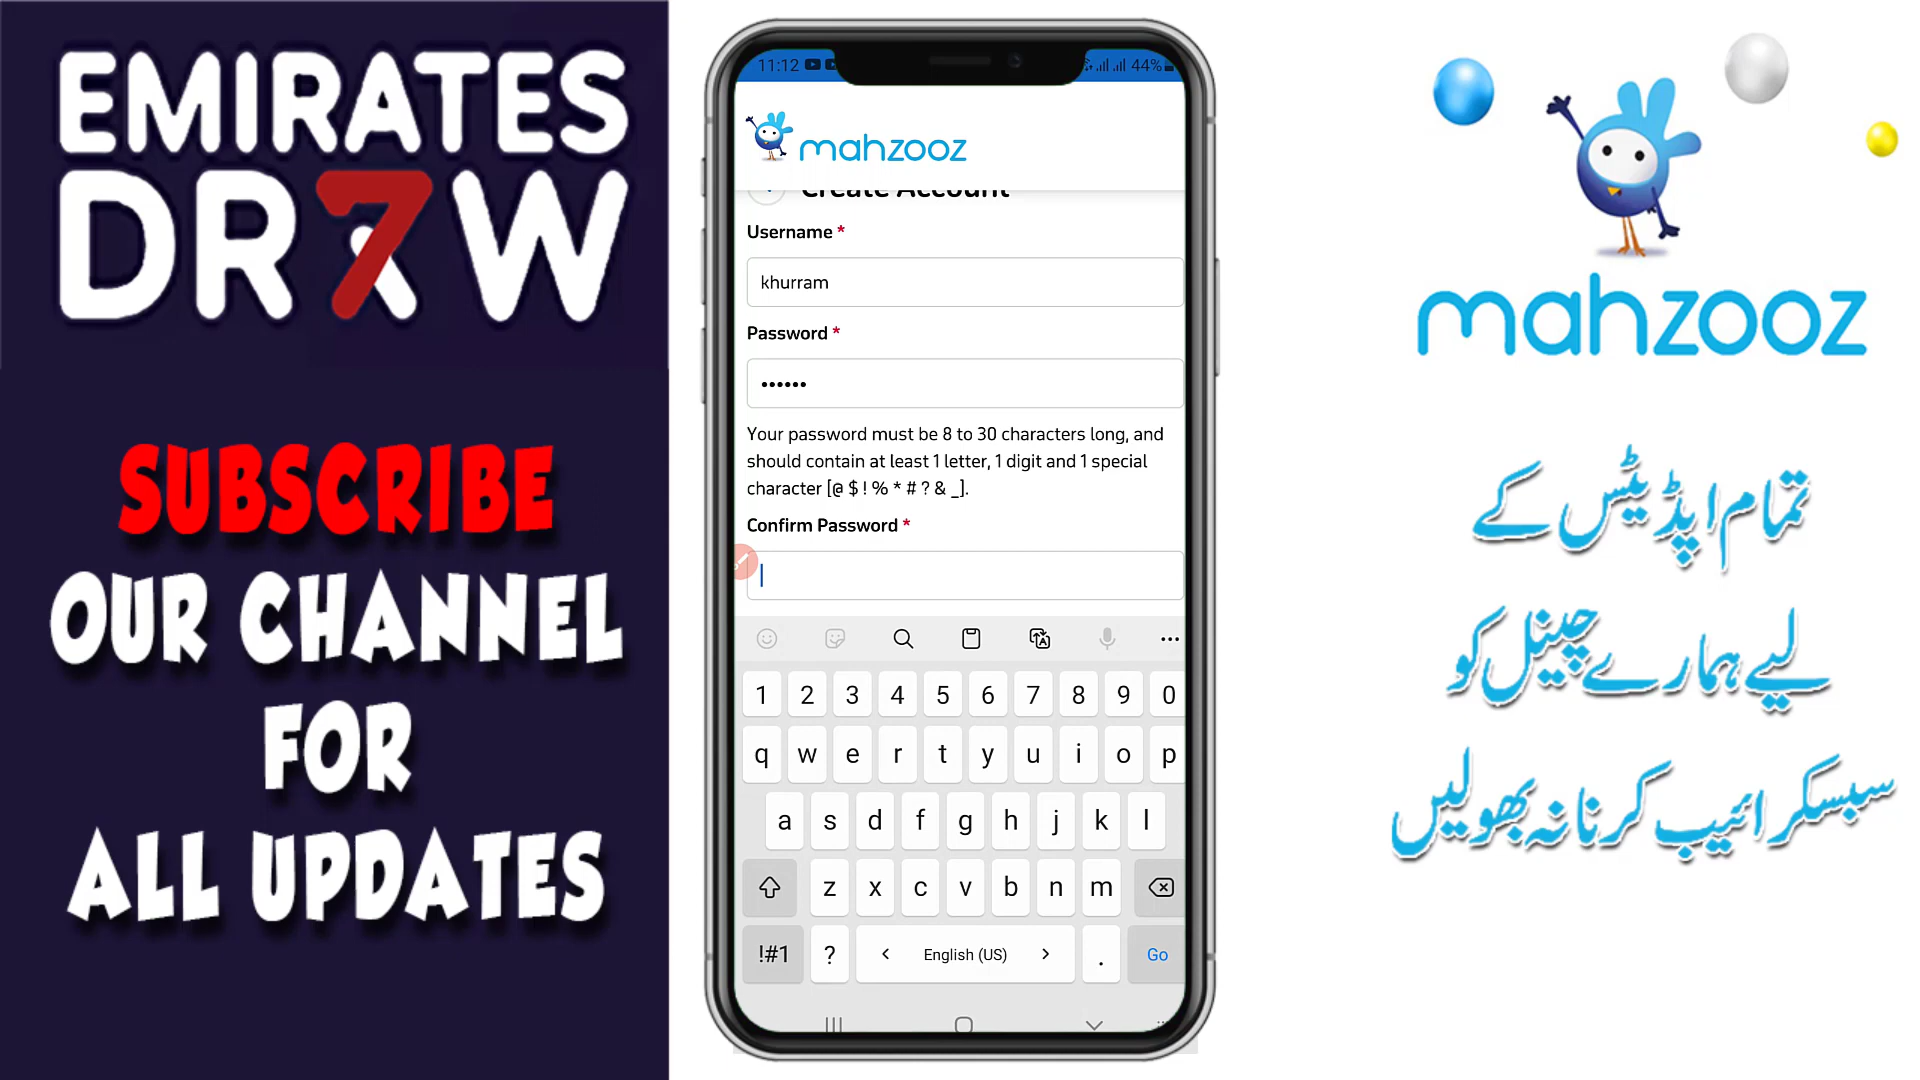 EMIRATES
DR7W
SUBSCRIBE
OUR CHANNEL
FOR
ALL UPDATES
11:12
44%
mahzooz
Create Account
Username *
khurram
Password *
••••••
Your password must be 8 to 30 characters long, and
should contain at least 1 letter, 1 digit and 1 special
character [@ $ ! % * # ? & _].
Confirm Password *
1 2 3 4 5 6 7 8 9 0
q w e r t y u i o p
a s d f g h j k l
z x c v b n m
!#1 ? < English (US) > . Go
mahzooz
تمام اپڈیٹس کے
لیے ہمارے چینل کو
سبسکرائیب کرنا نہ بھولیں